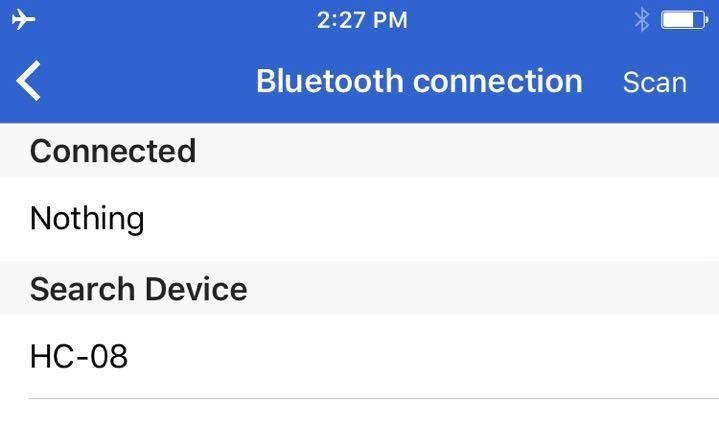 2:27 PM
Bluetooth connection Scan
Connected
Nothing
Search Device
HC-08